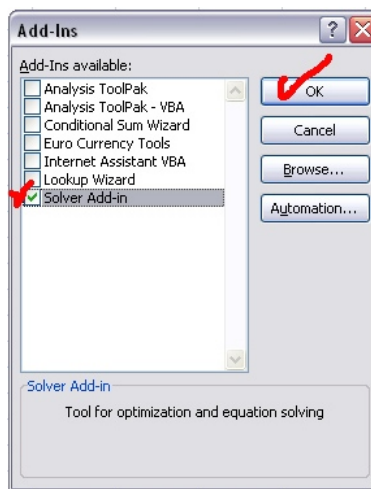 Add-Ins
?
Add-Ins available:
Analysis ToolPak
Analysis ToolPak - VBA
Conditional Sum Wizard
Euro Currency Tools
Internet Assistant VBA
Lookup Wizard
Solver Add-in
OK
Cancel
Browse...
Automation...
Solver Add-in
Tool for optimization and equation solving